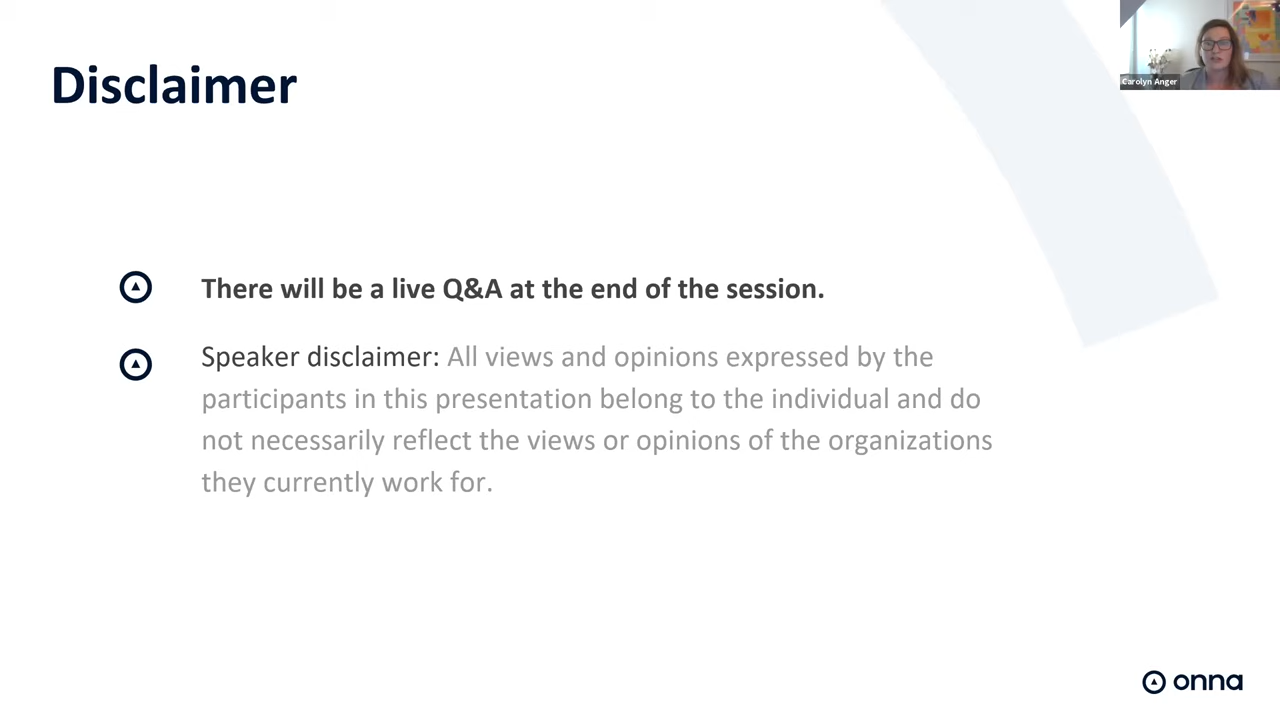 Disclaimer
Carolyn Anger
There will be a live Q&A at the end of the session.
Speaker disclaimer: All views and opinions expressed by the
participants in this presentation belong to the individual and do
not necessarily reflect the views or opinions of the organizations
they currently work for.
onna